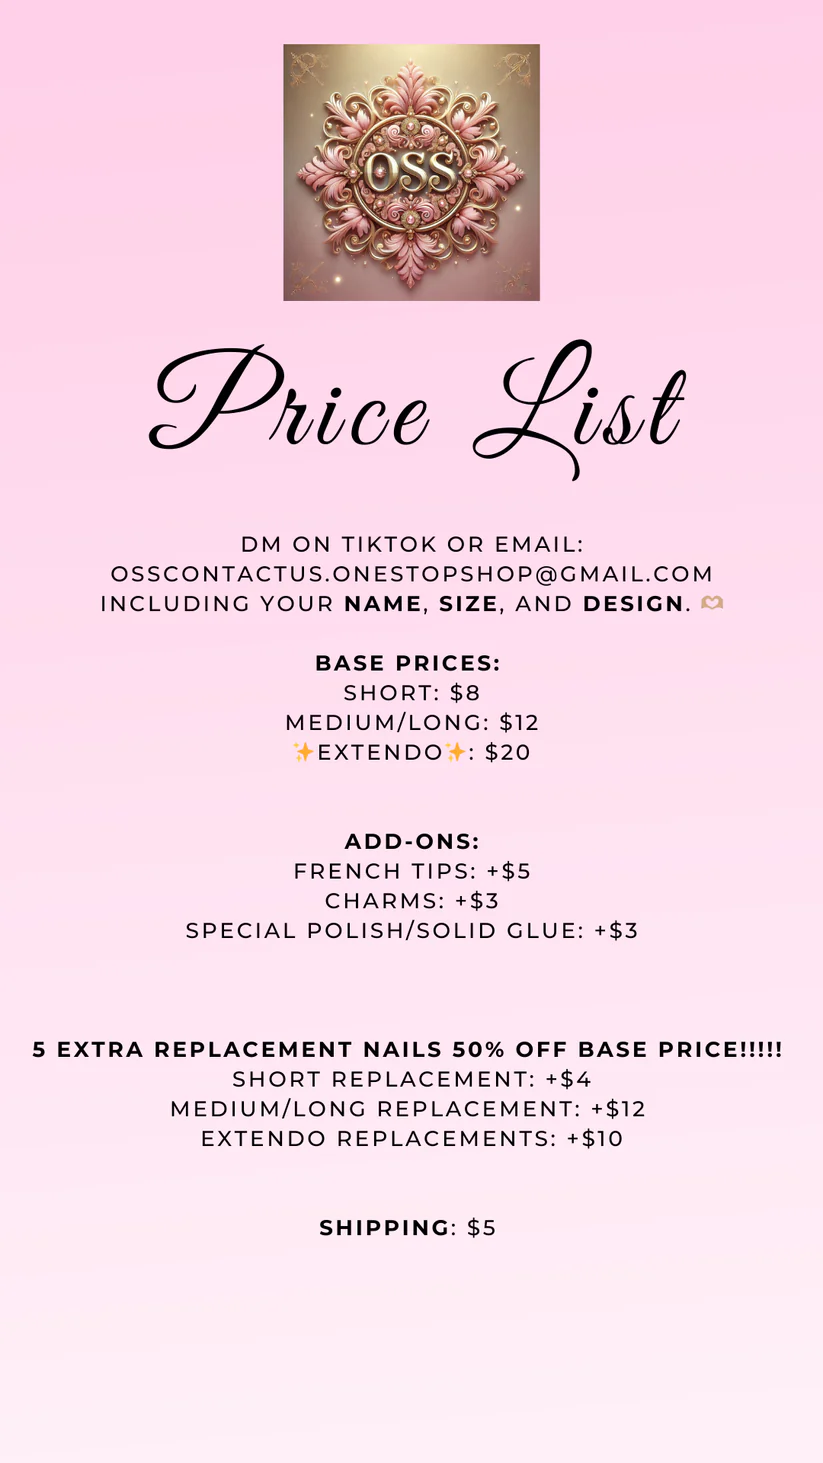 OSS
Price List
DM ON TIKTOK OR EMAIL:
OSSCONTACTUS.ONESTOPSHOP@GMAIL.COM
INCLUDING YOUR NAME, SIZE, AND DESIGN. 🫶🏼
BASE PRICES:
SHORT: $8
MEDIUM/LONG: $12
✨EXTENDO✨: $20
ADD-ONS:
FRENCH TIPS: +$5
CHARMS: +$3
SPECIAL POLISH/SOLID GLUE: +$3
5 EXTRA REPLACEMENT NAILS 50% OFF BASE PRICE!!!!!
SHORT REPLACEMENT: +$4
MEDIUM/LONG REPLACEMENT: +$12
EXTENDO REPLACEMENTS: +$10
SHIPPING: $5